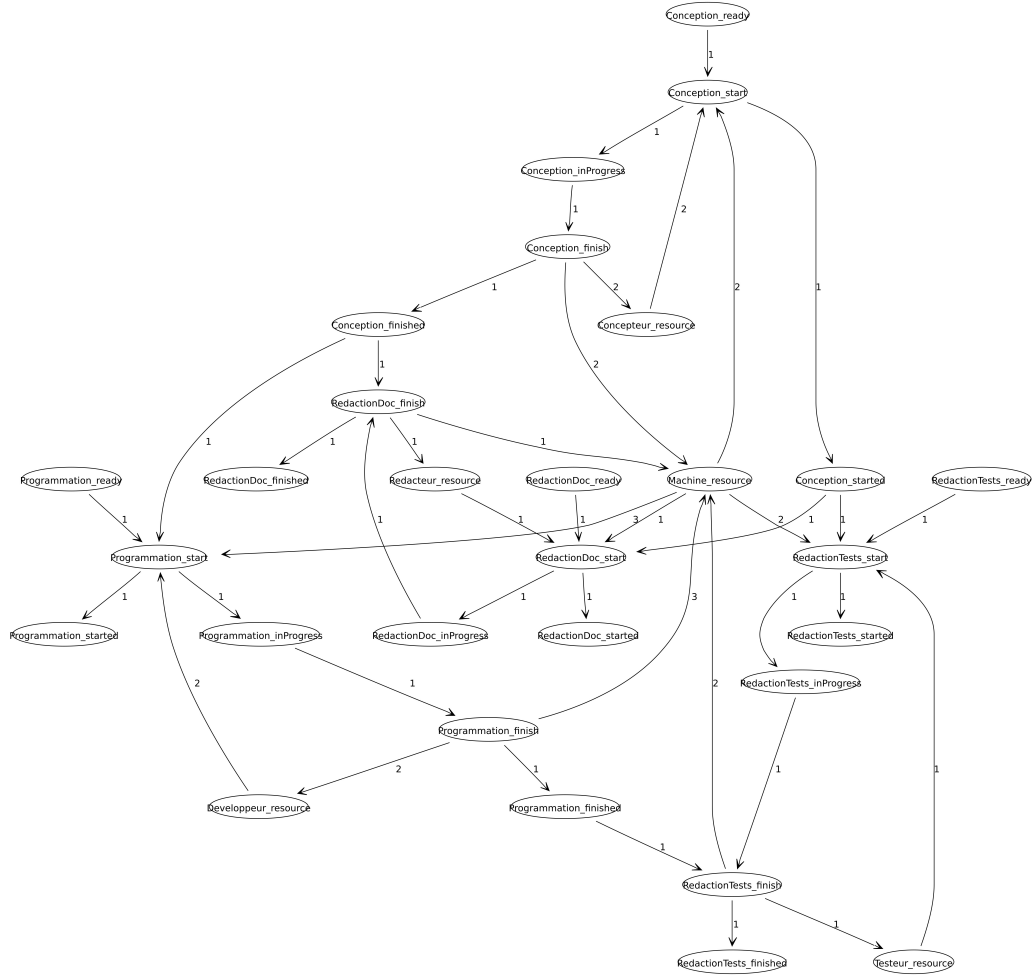 Conception_ready
1
Conception_start
1
Conception_inProgress
1
2
Conception_finish
1
2
2
1
Conception_finished
Concepteur_resource
1
2
RedactionDoc_finish
1
1
1
1
Programmation_ready
RedactionDoc_finished
Redacteur_resource
RedactionDoc_ready
Machine_resource
Conception_started
RedactionTests_ready
1
1
1
1
3
1
2
1
1
1
Programmation_start
RedactionDoc_start
RedactionTests_start
1
1
1
1
1
1
Programmation_started
Programmation_inProgress
RedactionDoc_inProgress
RedactionDoc_started
3
RedactionTests_started
2
1
2
RedactionTests_inProgress
Programmation_finish
2
1
1
1
Developpeur_resource
Programmation_finished
1
RedactionTests_finish
1
1
RedactionTests_finished
Testeur_resource